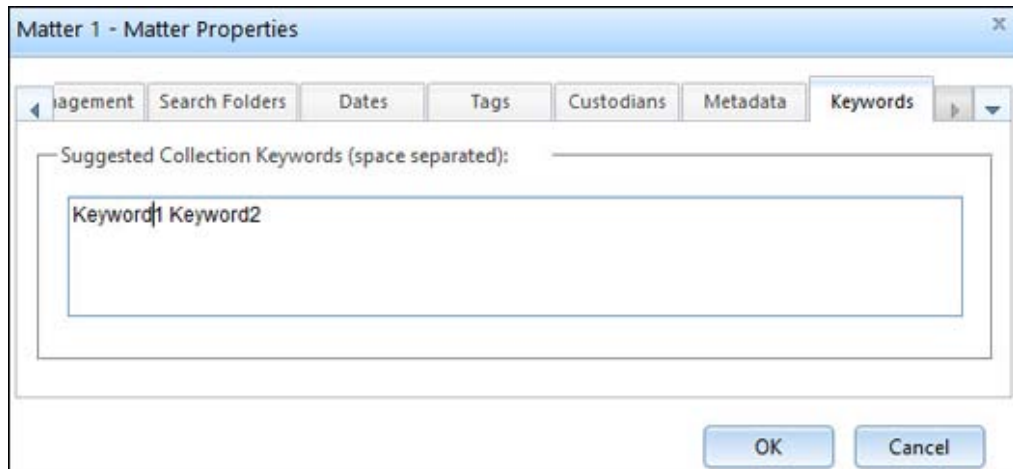 Matter 1 - Matter Properties
nagement Search Folders Dates Tags Custodians Metadata Keywords
Suggested Collection Keywords (space separated):
Keyword1 Keyword2
OK Cancel